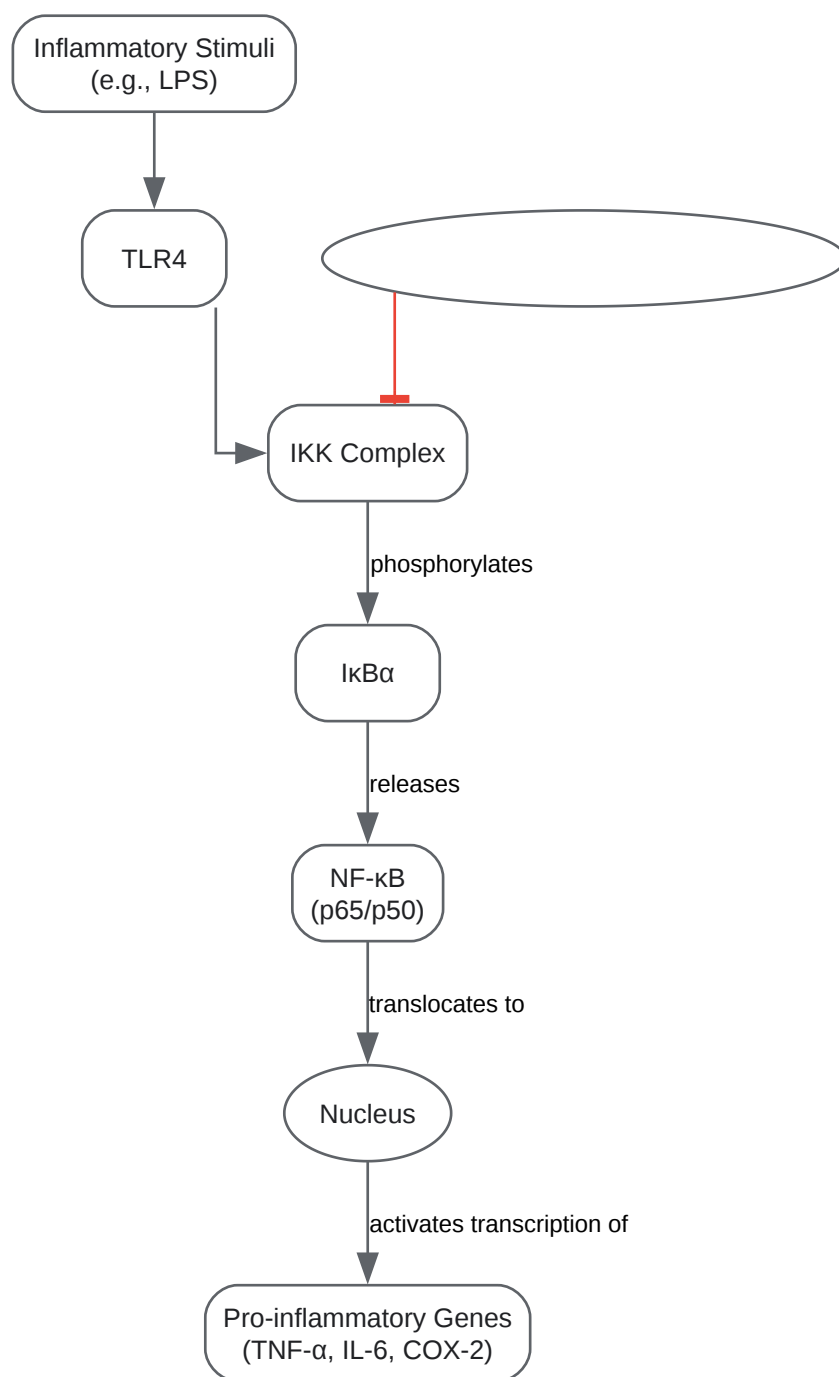 Inflammatory Stimuli
(e.g., LPS)
TLR4
IKK Complex
phosphorylates
IκBα
releases
NF-κB
(p65/p50)
translocates to
Nucleus
activates transcription of
Pro-inflammatory Genes
(TNF-α, IL-6, COX-2)